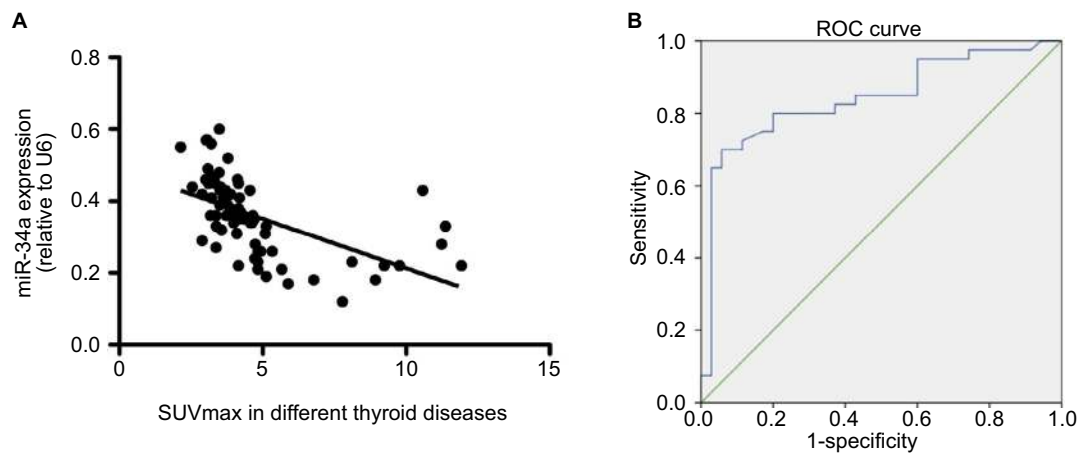 A
0.8
0.6
0.4
0.2
0.0
miR-34a expression
(relative to U6)
0 5 10 15
SUVmax in different thyroid diseases
B
ROC curve
1.0
0.8
0.6
0.4
0.2
0.0
Sensitivity
0.0 0.2 0.4 0.6 0.8 1.0
1-specificity